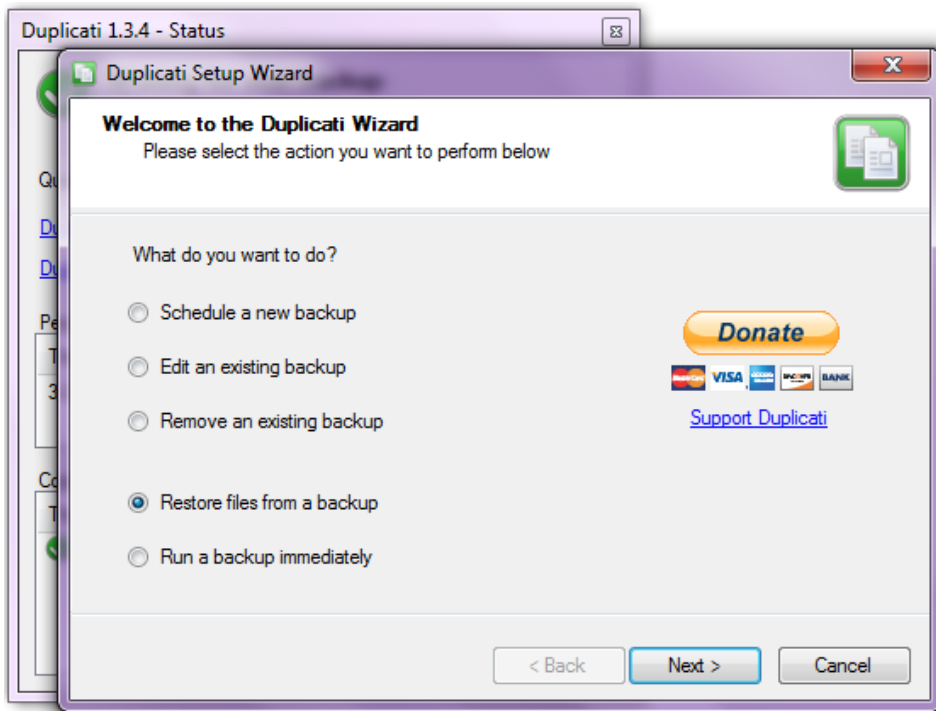 Duplicati 1.3.4 - Status
Duplicati Setup Wizard
Welcome to the Duplicati Wizard
Please select the action you want to perform below
What do you want to do?
Schedule a new backup
Edit an existing backup
Remove an existing backup
Restore files from a backup
Run a backup immediately
Donate
VISA
BANK
Support Duplicati
< Back
Next >
Cancel